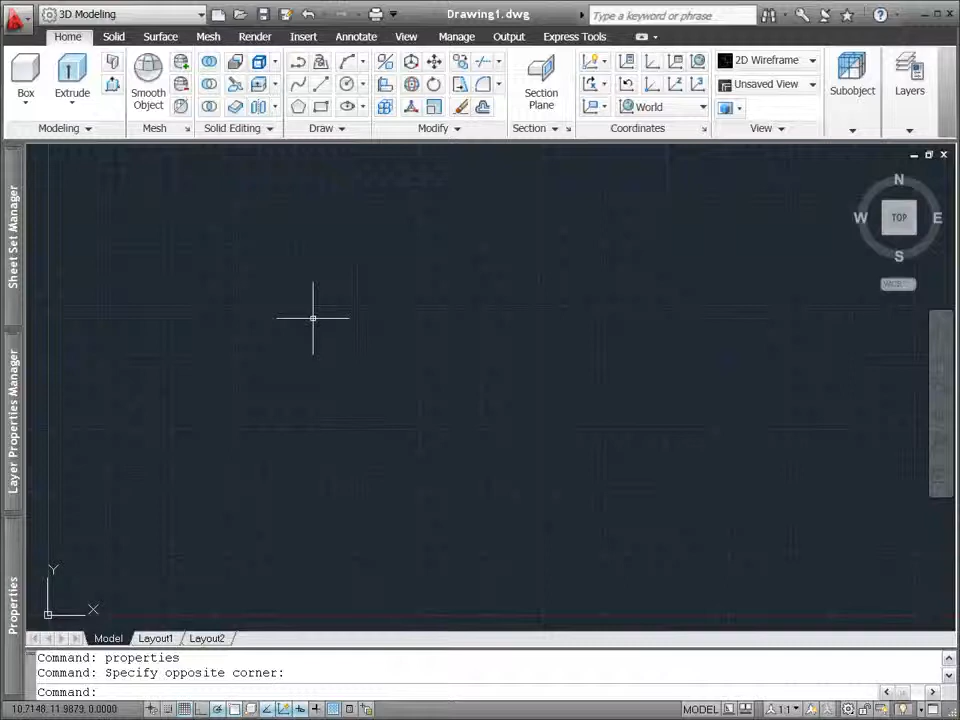 3D Modeling
Drawing1.dwg
Type a keyword or phrase
Home Solid Surface Mesh Render Insert Annotate View Manage Output Express Tools
Box
Extrude
Smooth
Object
Section
Plane
World
2D Wireframe
Unsaved View
Subobject
Layers
Modeling
Mesh
Solid Editing
Draw
Modify
Section
Coordinates
View
Sheet Set Manager
Layer Properties Manager
Properties
N
W
TOP
E
S
WCS
Y
X
Model Layout1 Layout2
Command: properties
Command: Specify opposite corner:
Command:
10.7148, 11.9879, 0.0000
MODEL
1:1